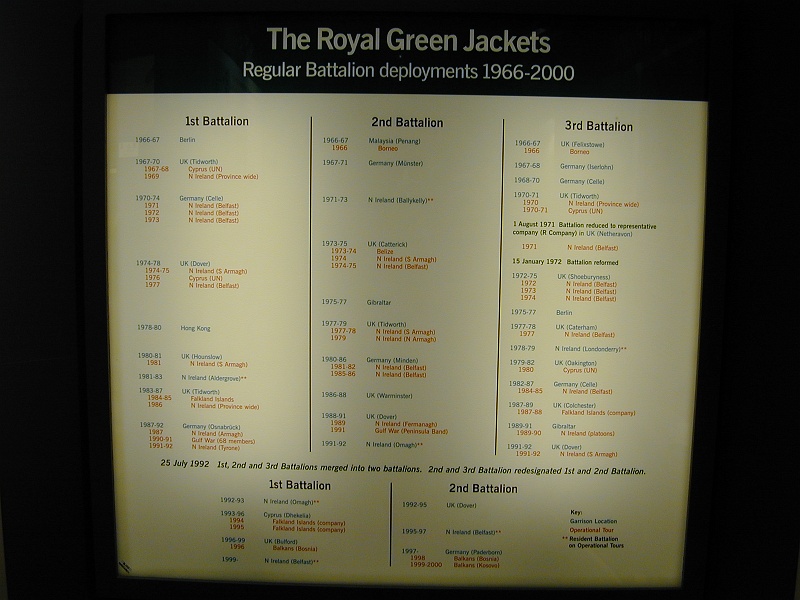 The Royal Green Jackets
Regular Battalion deployments 1966-2000
1st Battalion
1966-67 Berlin
1967-70 UK (Tidworth)
1967-68 Cyprus (UN)
1969 N Ireland (Province wide)
1970-74 Germany (Celle)
1971 N Ireland (Belfast)
1972 N Ireland (Belfast)
1973 N Ireland (Belfast)
1974-78 UK (Dover)
1974-75 N Ireland (S Armagh)
1976 Cyprus (UN)
1977 N Ireland (Belfast)
1978-80 Hong Kong
1980-81 UK (Hounslow)
1981 N Ireland (S Armagh)
1981-83 N Ireland (Aldergrove)**
1983-87 UK (Tidworth)
1984-85 Falkland Islands
1986 N Ireland (Province wide)
1987-92 Germany (Osnabrück)
1987 N Ireland (Armagh)
1990-91 Gulf War (68 members)
1991-92 N Ireland (Tyrone)
2nd Battalion
1966-67 Malaysia (Penang)
1966 Borneo
1967-71 Germany (Münster)
1971-73 N Ireland (Ballykelly)**
1973-75 UK (Catterick)
1973-74 Belize
1974 N Ireland (S Armagh)
1974-75 N Ireland (Belfast)
1975-77 Gibraltar
1977-79 UK (Tidworth)
1977-78 N Ireland (S Armagh)
1979 N Ireland (N Armagh)
1980-86 Germany (Minden)
1981-82 N Ireland (Belfast)
1985-86 N Ireland (Belfast)
1986-88 UK (Warminster)
1988-91 UK (Dover)
1989 N Ireland (Fermanagh)
1991 Gulf War (Peninsula Band)
1991-92 N Ireland (Omagh)**
3rd Battalion
1966-67 UK (Felixstowe)
1966 Borneo
1967-68 Germany (Iserlohn)
1968-70 Germany (Celle)
1970-71 UK (Tidworth)
1970 N Ireland (Province wide)
1970-71 Cyprus (UN)
1 August 1971 Battalion reduced to representative
company (R Company) in UK (Netheravon)
1971 N Ireland (Belfast)
15 January 1972 Battalion reformed
1972-75 UK (Shoeburyness)
1972 N Ireland (Belfast)
1973 N Ireland (Belfast)
1974 N Ireland (Belfast)
1975-77 Berlin
1977-78 UK (Caterham)
1977 N Ireland (Belfast)
1978-79 N Ireland (Londonderry)**
1979-82 UK (Oakington)
1980 Cyprus (UN)
1982-87 Germany (Celle)
1984-85 N Ireland (Belfast)
1987-89 UK (Colchester)
1987-88 Falkland Islands (company)
1989-91 Gibraltar
1989-90 N Ireland (platoons)
1991-92 UK (Dover)
1991-92 N Ireland (S Armagh)
25 July 1992 1st, 2nd and 3rd Battalions merged into two battalions. 2nd and 3rd Battalion redesignated 1st and 2nd Battalion.
1st Battalion
1992-93 N Ireland (Omagh)**
1993-96 Cyprus (Dhekelia)
1994 Falkland Islands (company)
1995 Falkland Islands (company)
1996-99 UK (Bulford)
1996 Balkans (Bosnia)
1999- N Ireland (Belfast)**
2nd Battalion
1992-95 UK (Dover)
1995-97 N Ireland (Belfast)**
1997- Germany (Paderborn)
1998 Balkans (Bosnia)
1999-2000 Balkans (Kosovo)
Key:
Garrison Location
Operational Tour
** Resident Battalion
on Operational Tours